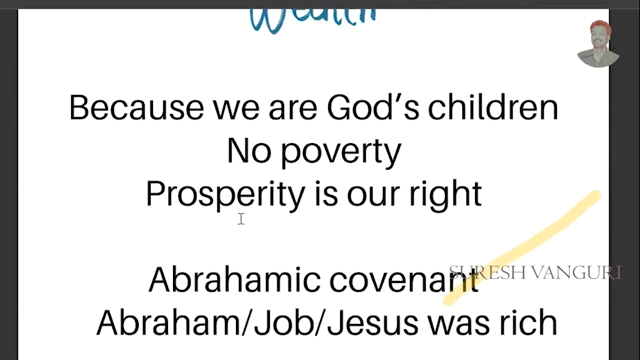 Wealth
Because we are God's children
No poverty
Prosperity is our right
Abrahamic covenant
SURESH VANGURI
Abraham/Job/Jesus was rich